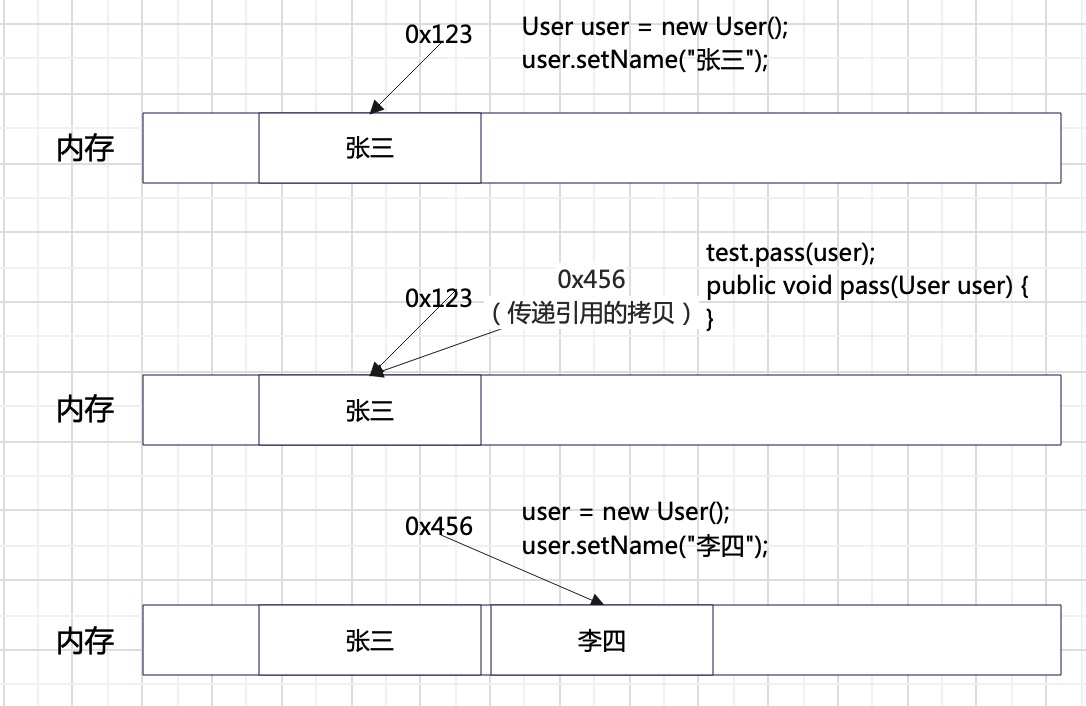 0x123
User user = new User();
user.setName("张三");
内存
张三
test.pass(user);
public void pass(User user) {
}
0x456
（传递引用的拷贝）
0x123
内存
张三
0x456
user = new User();
user.setName("李四");
内存
张三
李四